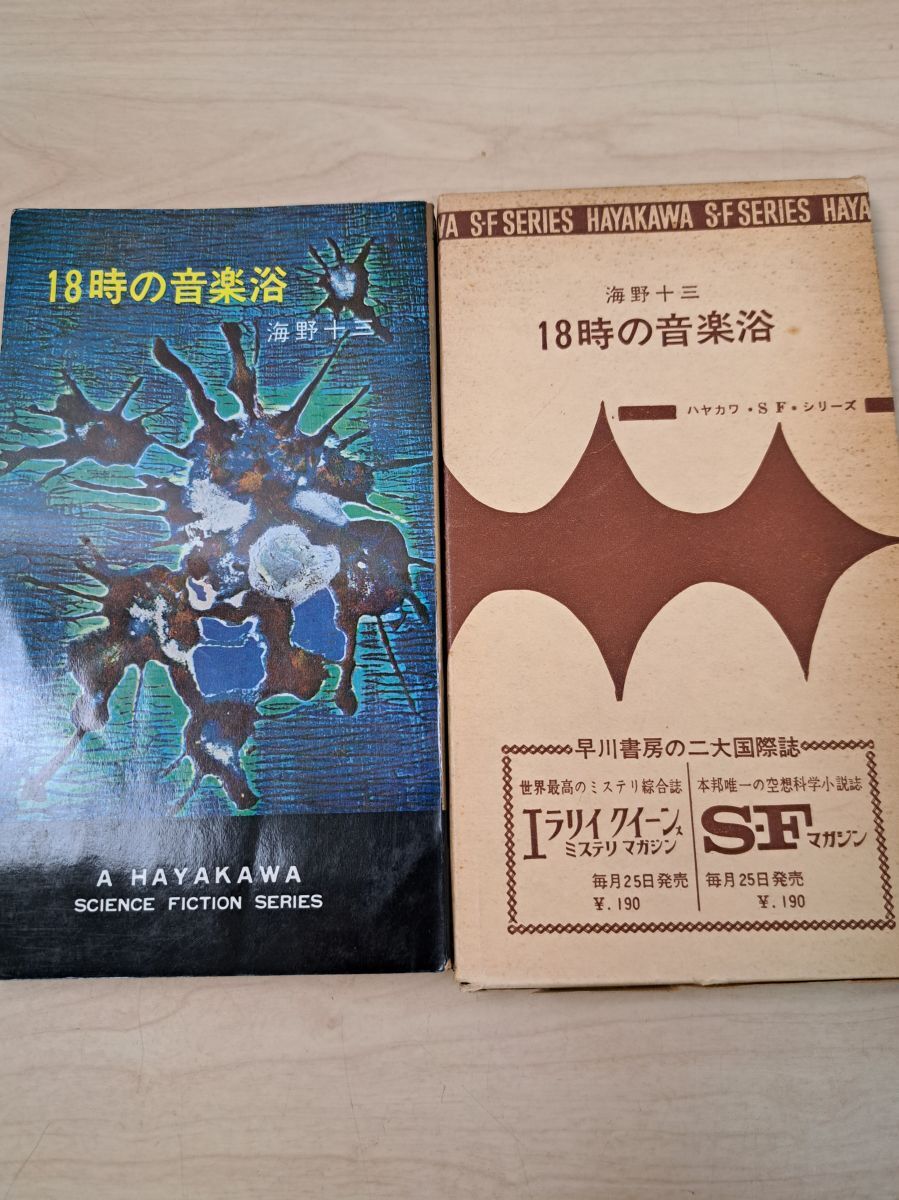 18時の音楽浴
海野十三
A HAYAKAWA
SCIENCE FICTION SERIES
WA S-F SERIES HAYAKAWA S-F SERIES HAYA
海野十三
18時の音楽浴
ハヤカワ・SF・シリーズ
早川書房の二大国際誌
世界最高のミステリ綜合誌
エラリイ クイーンズ
ミステリ マガジン
毎月25日発売
¥.190
本邦唯一の空想科学小説誌
S-Fマガジン
毎月25日発売
¥.190